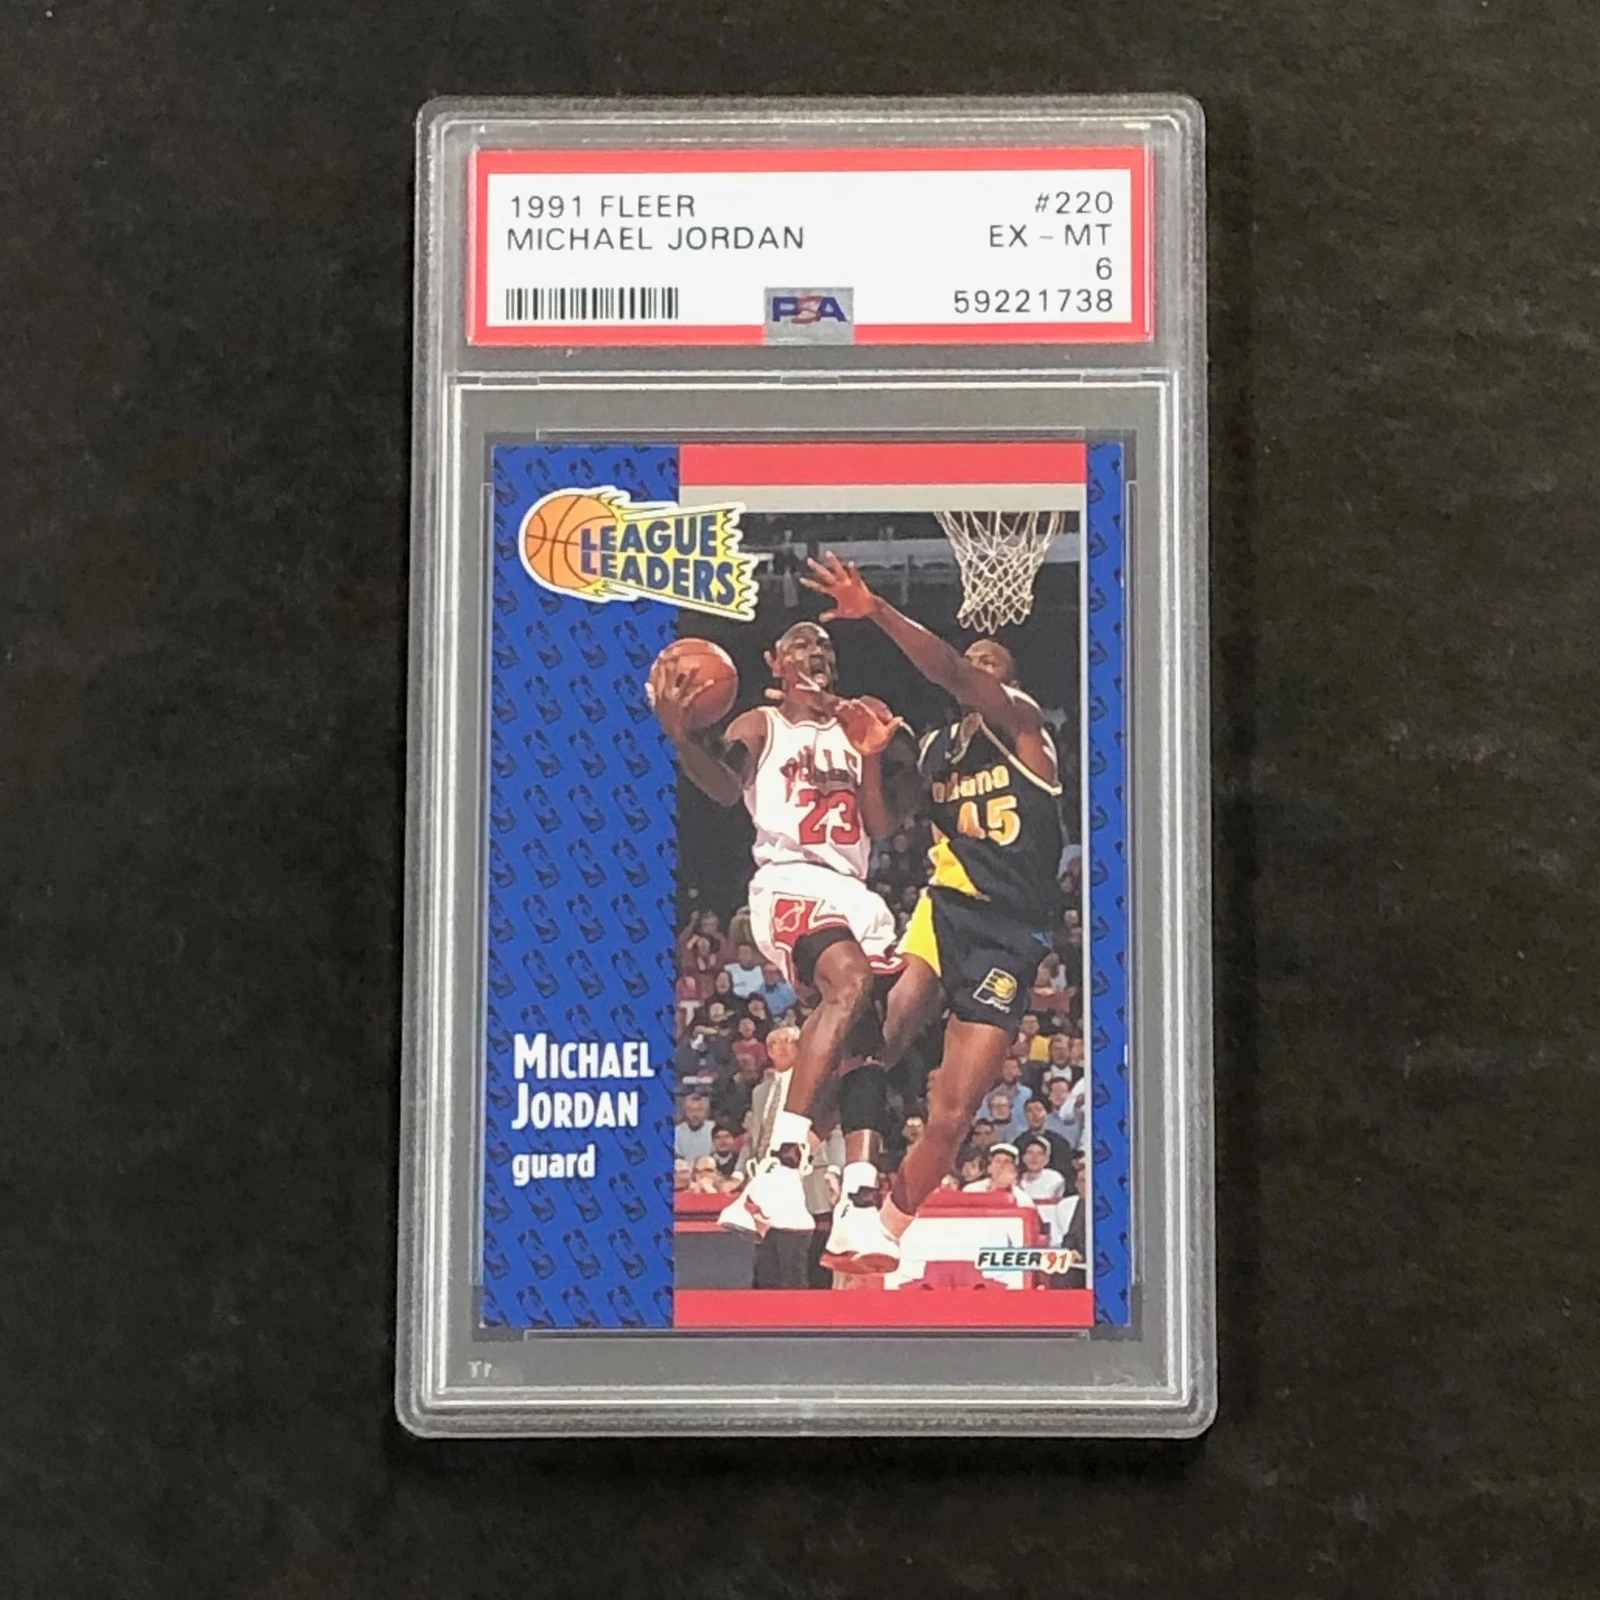 1991 FLEER #220
MICHAEL JORDAN EX - MT
6
PSA 59221738
LEAGUE
LEADERS
23
45
MICHAEL
JORDAN
guard
FLEER '91